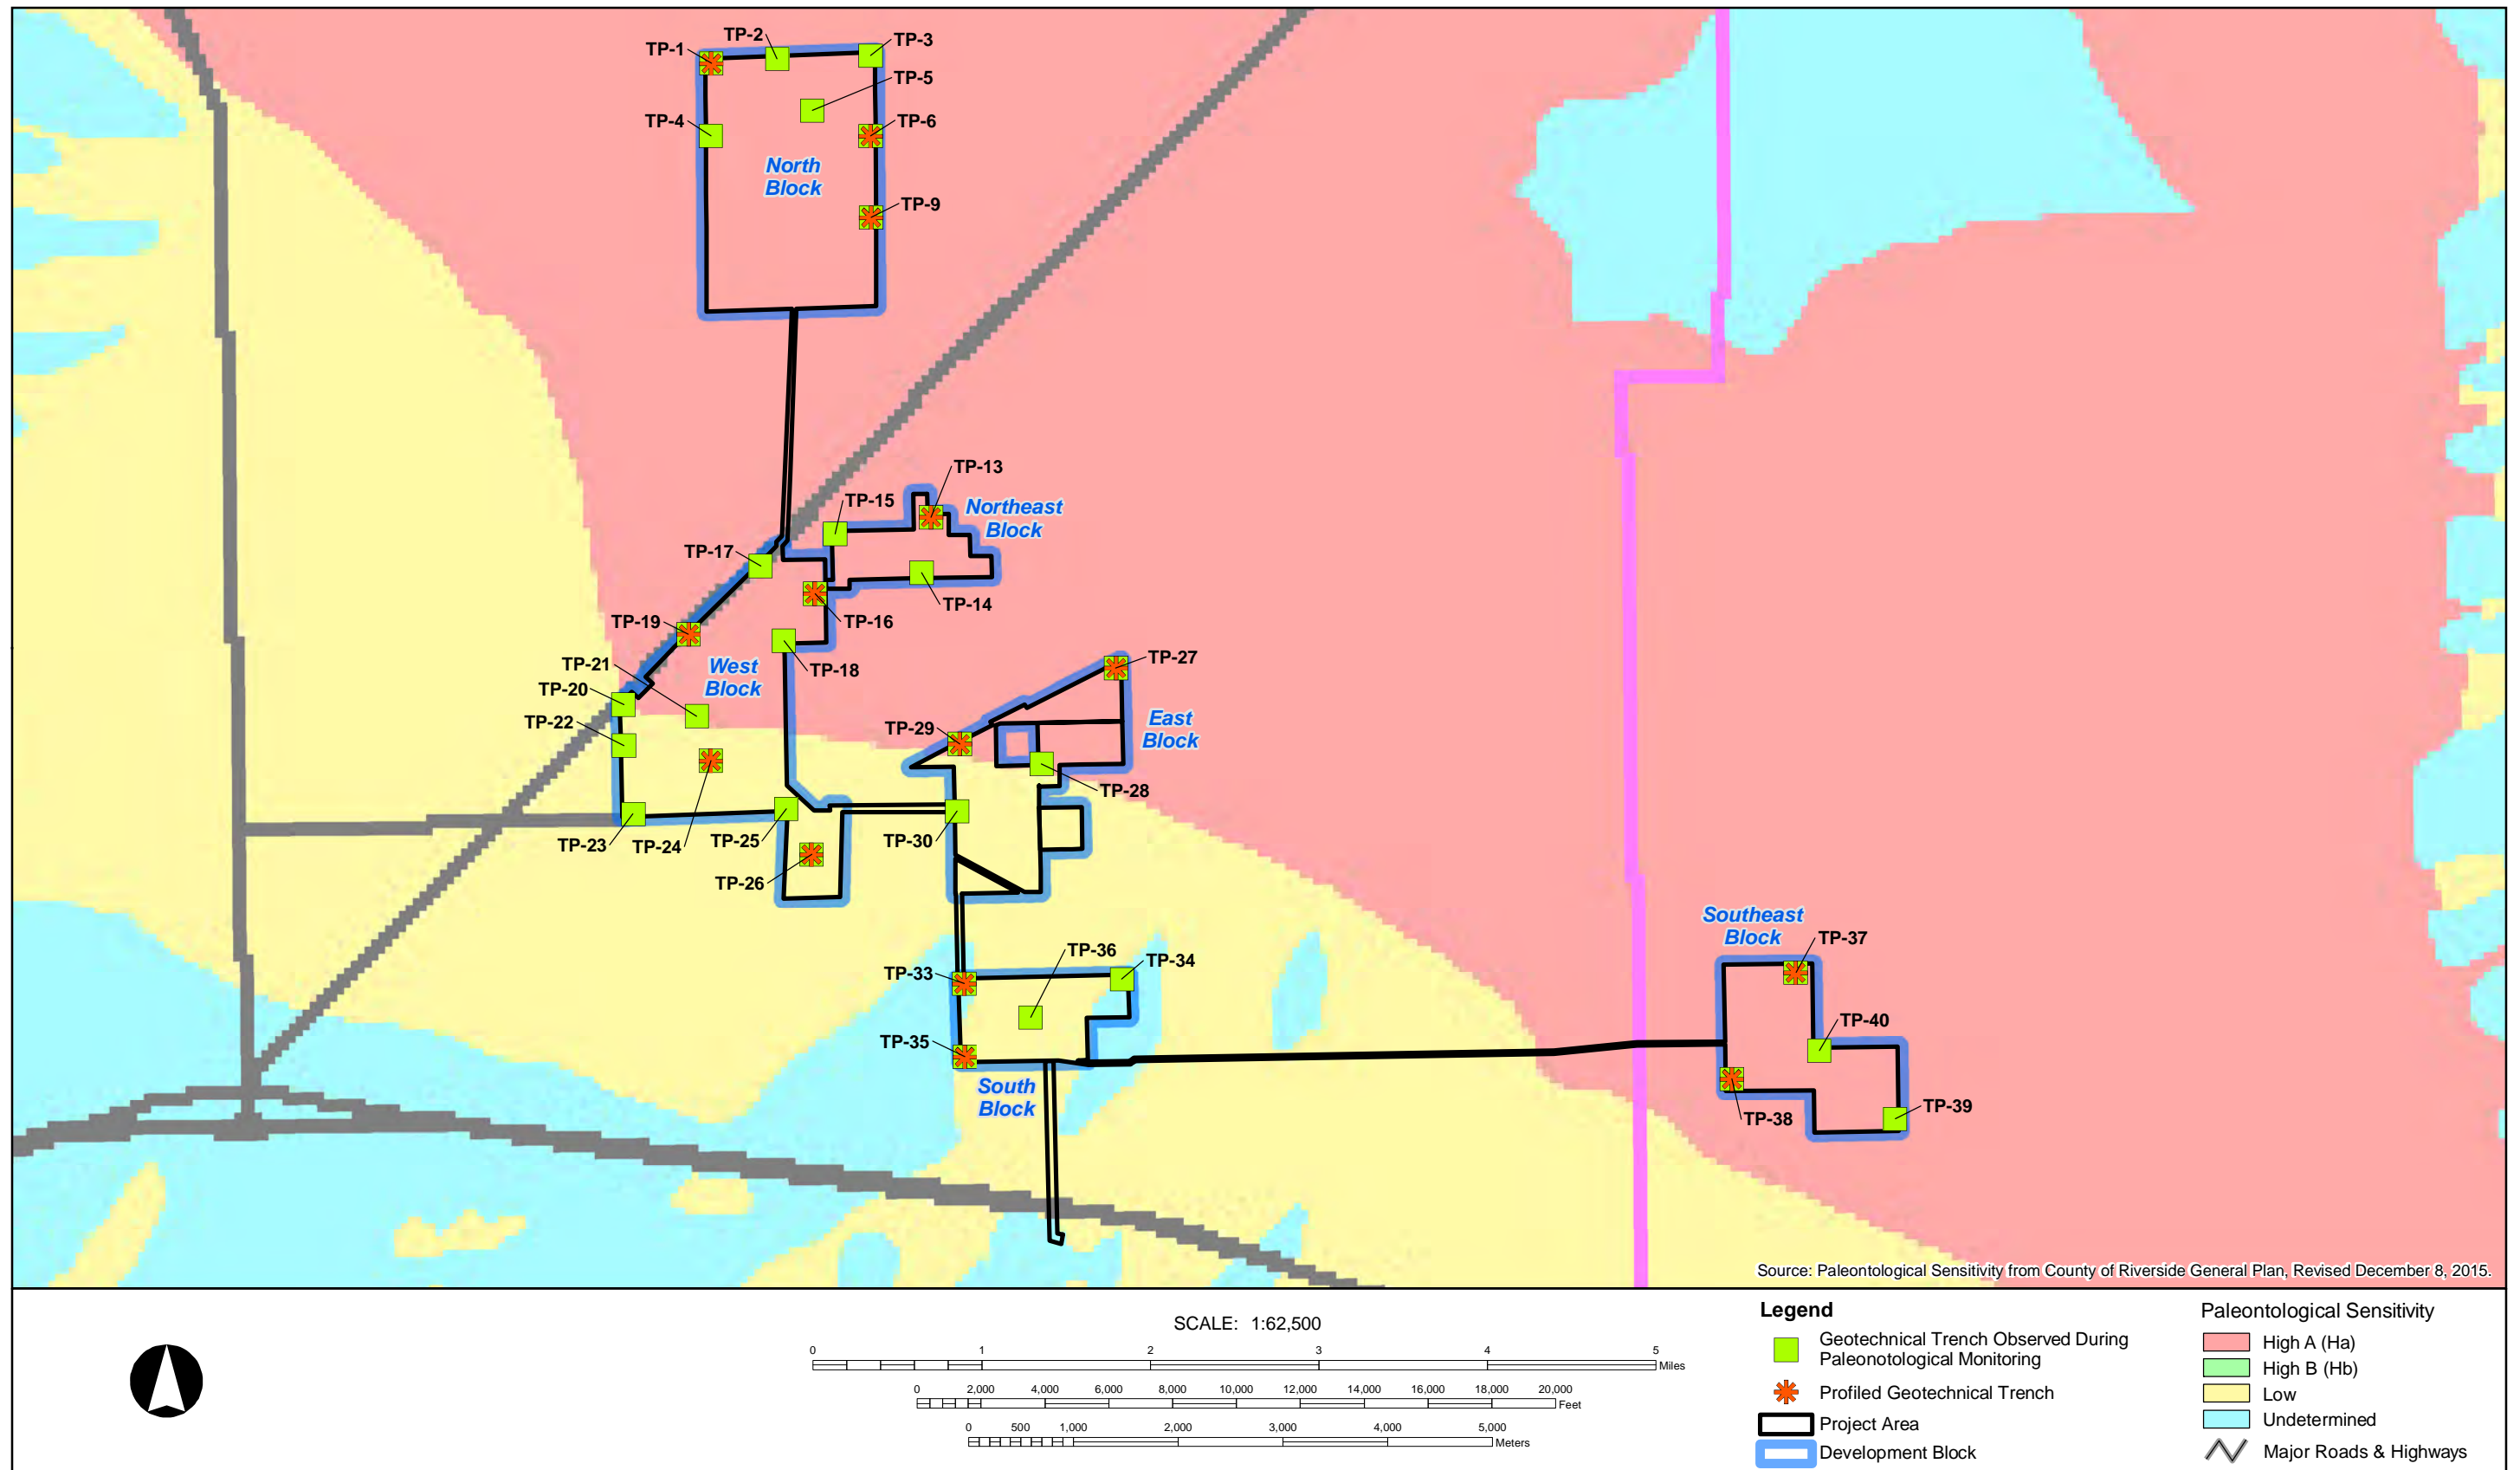 TP-2
TP-3
TP-1
TP-5
TP-4
TP-6
North
Block
TP-9
TP-13
TP-15
Northeast
Block
TP-17
TP-14
TP-19
TP-16
TP-21
West
Block
TP-18
TP-27
TP-20
TP-22
TP-29
East
Block
TP-28
TP-23
TP-24
TP-25
TP-30
TP-26
Southeast
Block
TP-36
TP-37
TP-34
TP-33
TP-40
TP-35
South
Block
TP-38
TP-39
Source: Paleontological Sensitivity from County of Riverside General Plan, Revised December 8, 2015.
SCALE: 1:62,500
0 1 2 3 4 5
Miles
0 2,000 4,000 6,000 8,000 10,000 12,000 14,000 16,000 18,000 20,000
Feet
0 500 1,000 2,000 3,000 4,000 5,000
Meters
Legend
Geotechnical Trench Observed During
Paleonotological Monitoring
Profiled Geotechnical Trench
Project Area
Development Block
Paleontological Sensitivity
High A (Ha)
High B (Hb)
Low
Undetermined
Major Roads & Highways